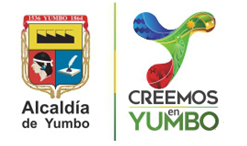 1536 YUMBO 1864
Alcaldía
de Yumbo
CREEMOS
en
YUMBO